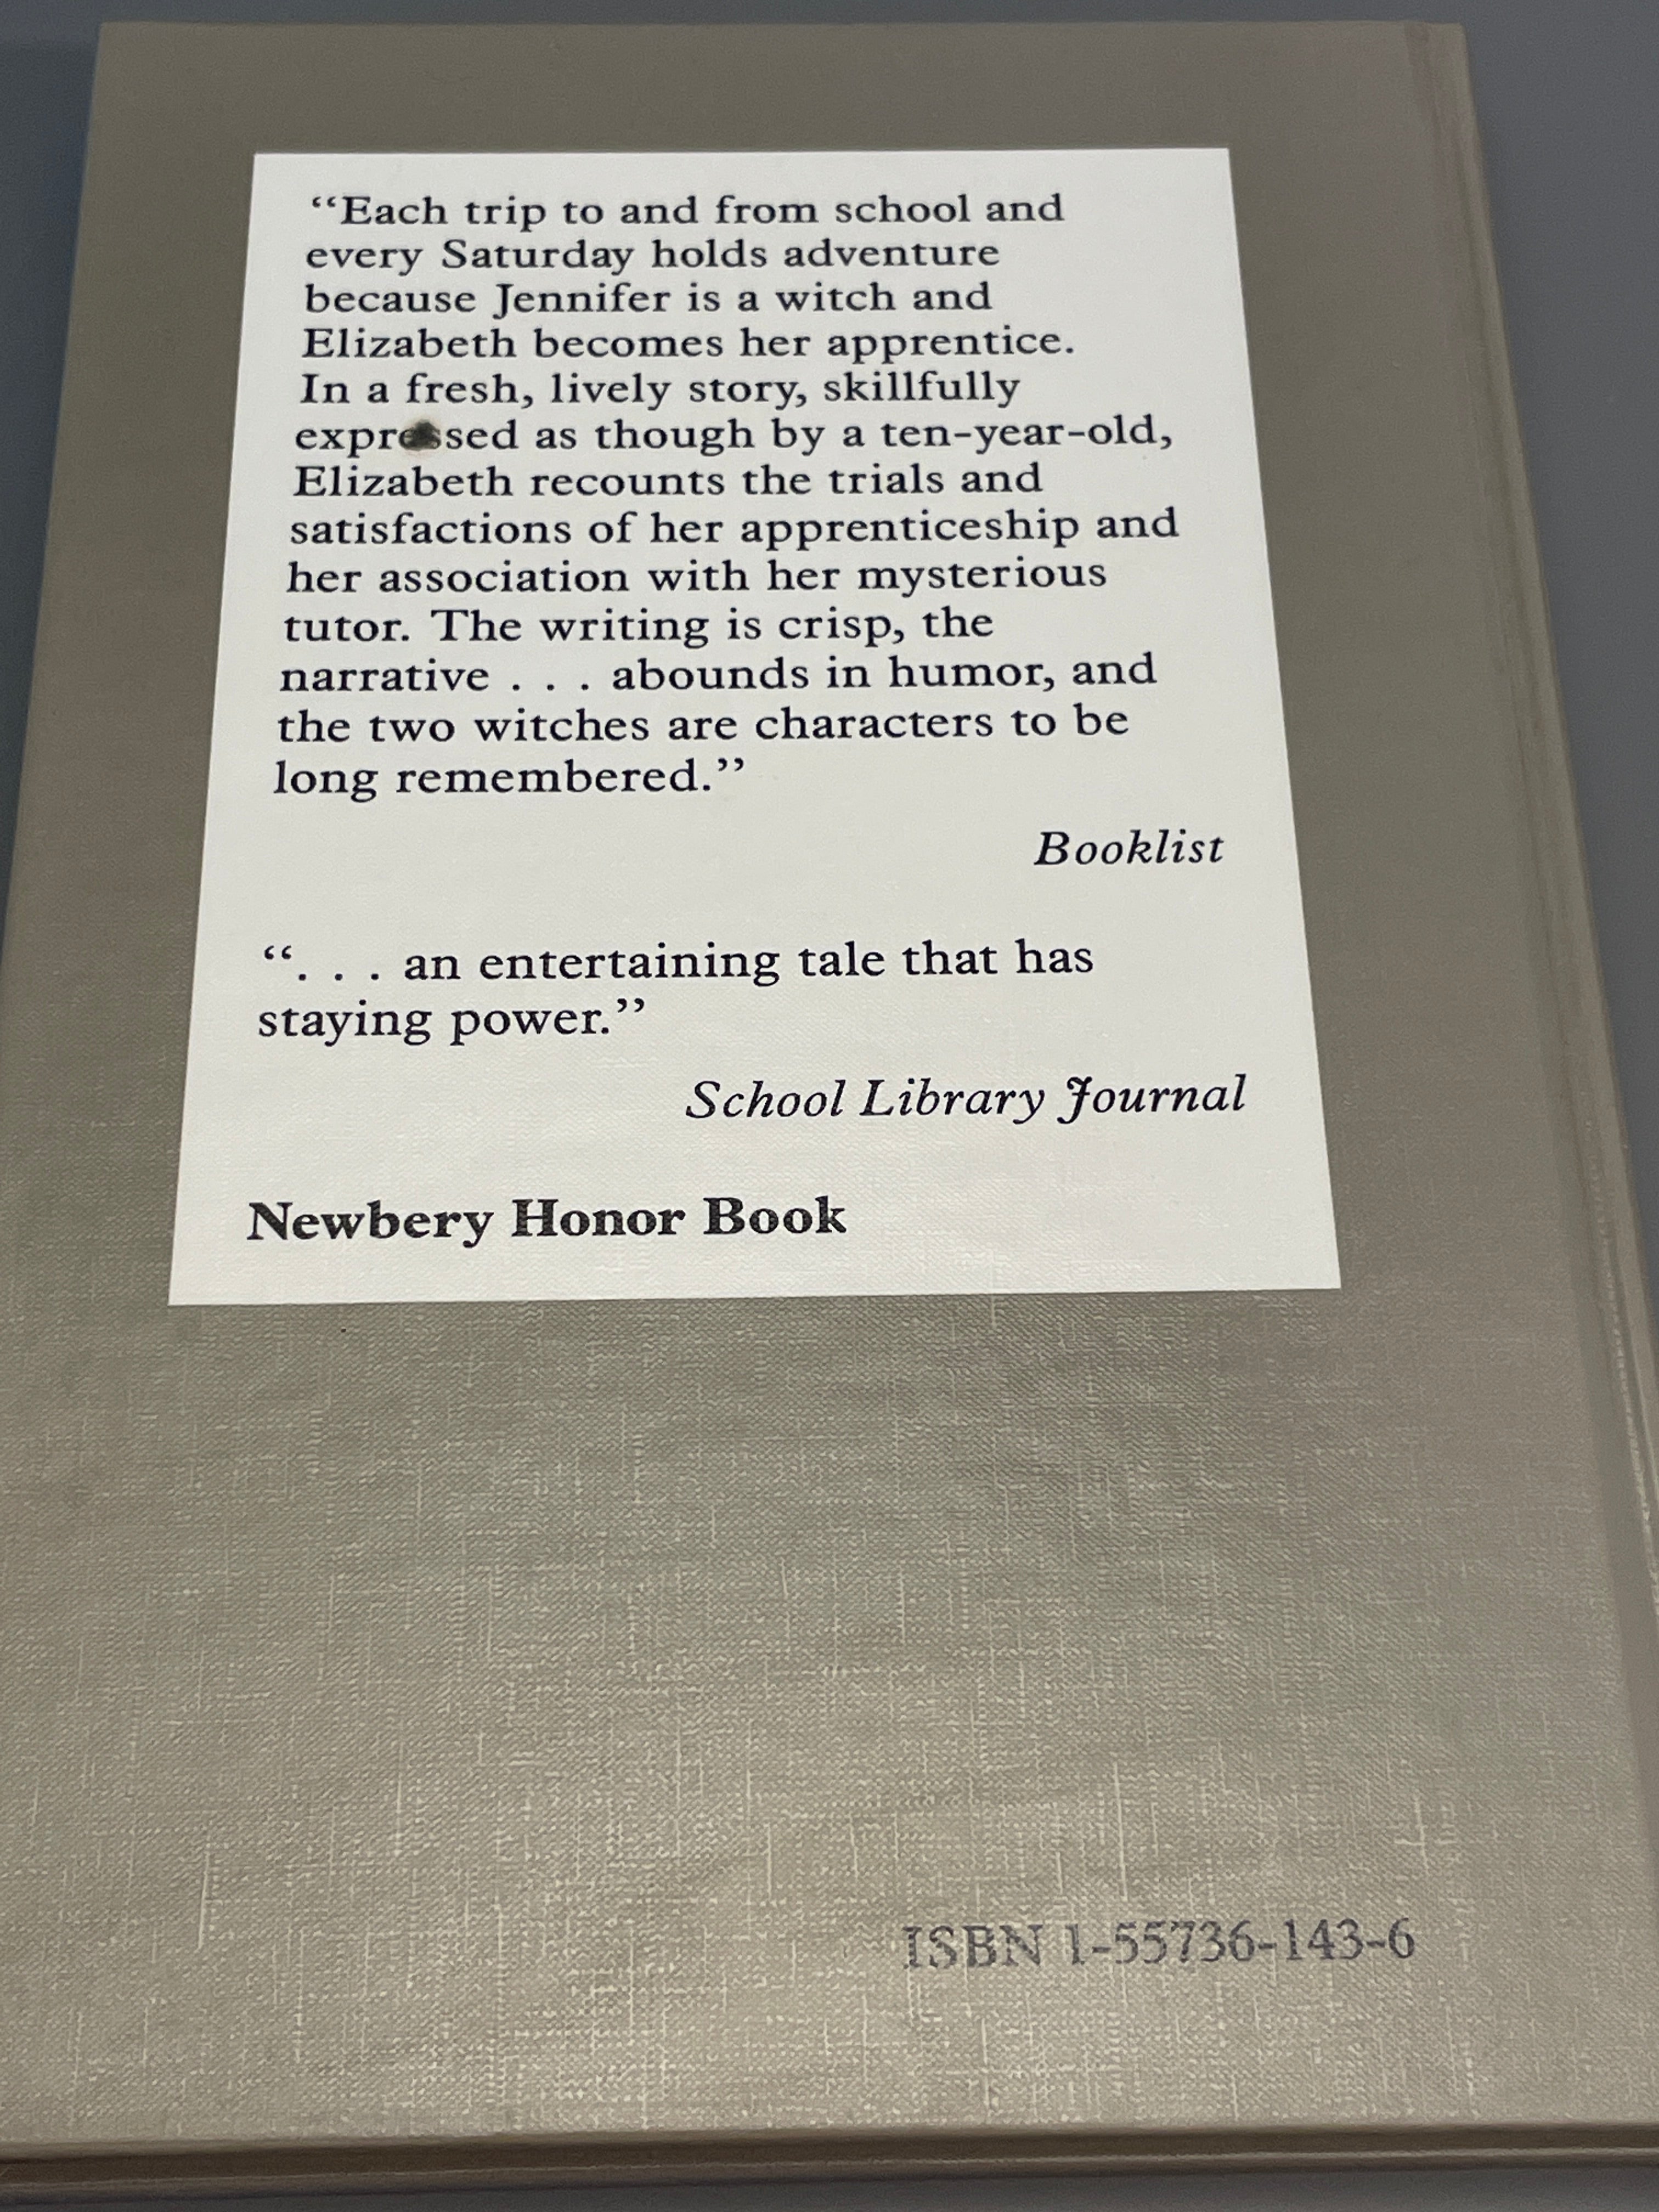 “Each trip to and from school and
every Saturday holds adventure
because Jennifer is a witch and
Elizabeth becomes her apprentice.
In a fresh, lively story, skillfully
expressed as though by a ten-year-old,
Elizabeth recounts the trials and
satisfactions of her apprenticeship and
her association with her mysterious
tutor. The writing is crisp, the
narrative . . . abounds in humor, and
the two witches are characters to be
long remembered.”
Booklist
“. . . an entertaining tale that has
staying power.”
School Library Journal
Newbery Honor Book
ISBN 1-55736-143-6